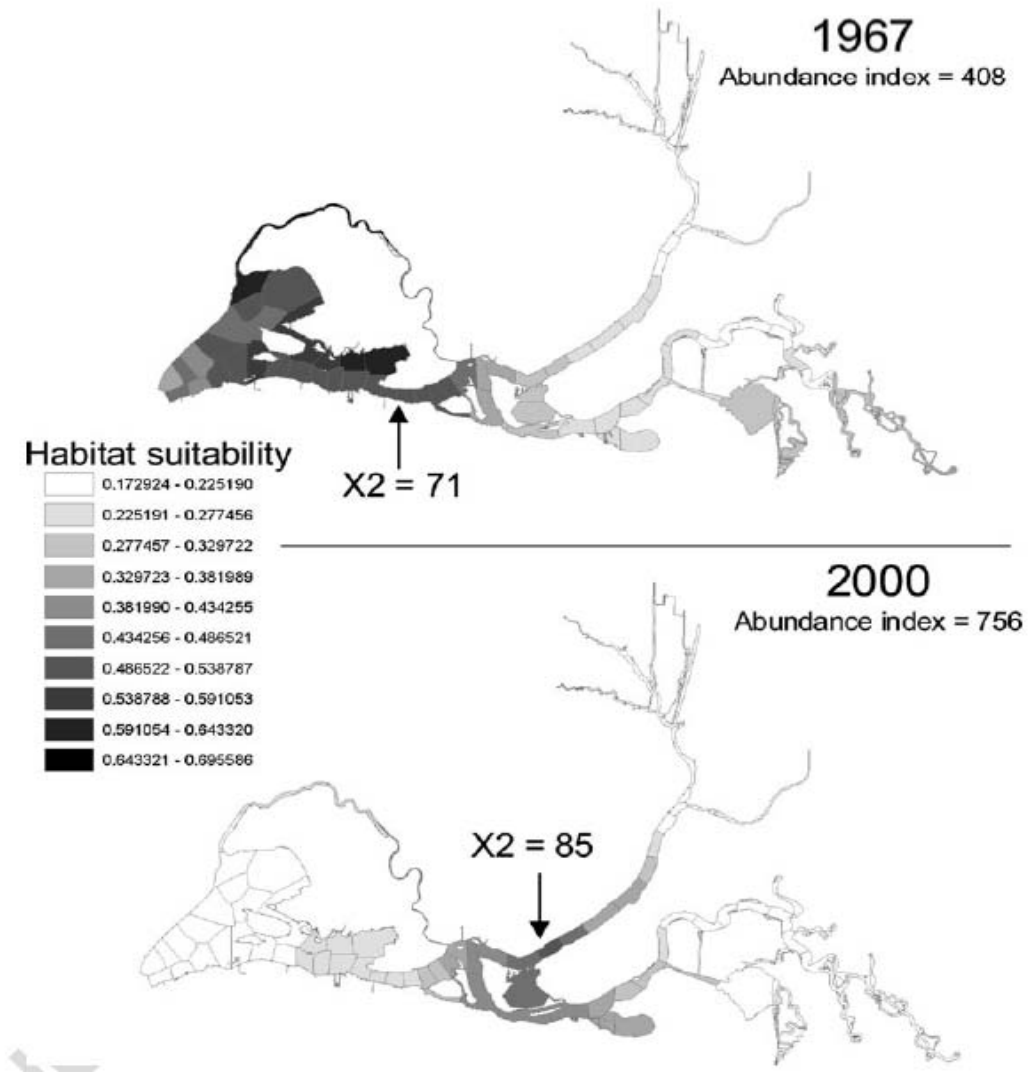 1967
Abundance index = 408
X2 = 71
Habitat suitability
0.172924 - 0.225190
0.225191 - 0.277456
0.277457 - 0.329722
0.329723 - 0.381989
0.381990 - 0.434255
0.434256 - 0.486521
0.486522 - 0.538787
0.538788 - 0.591053
0.591054 - 0.643320
0.643321 - 0.695586
2000
Abundance index = 756
X2 = 85